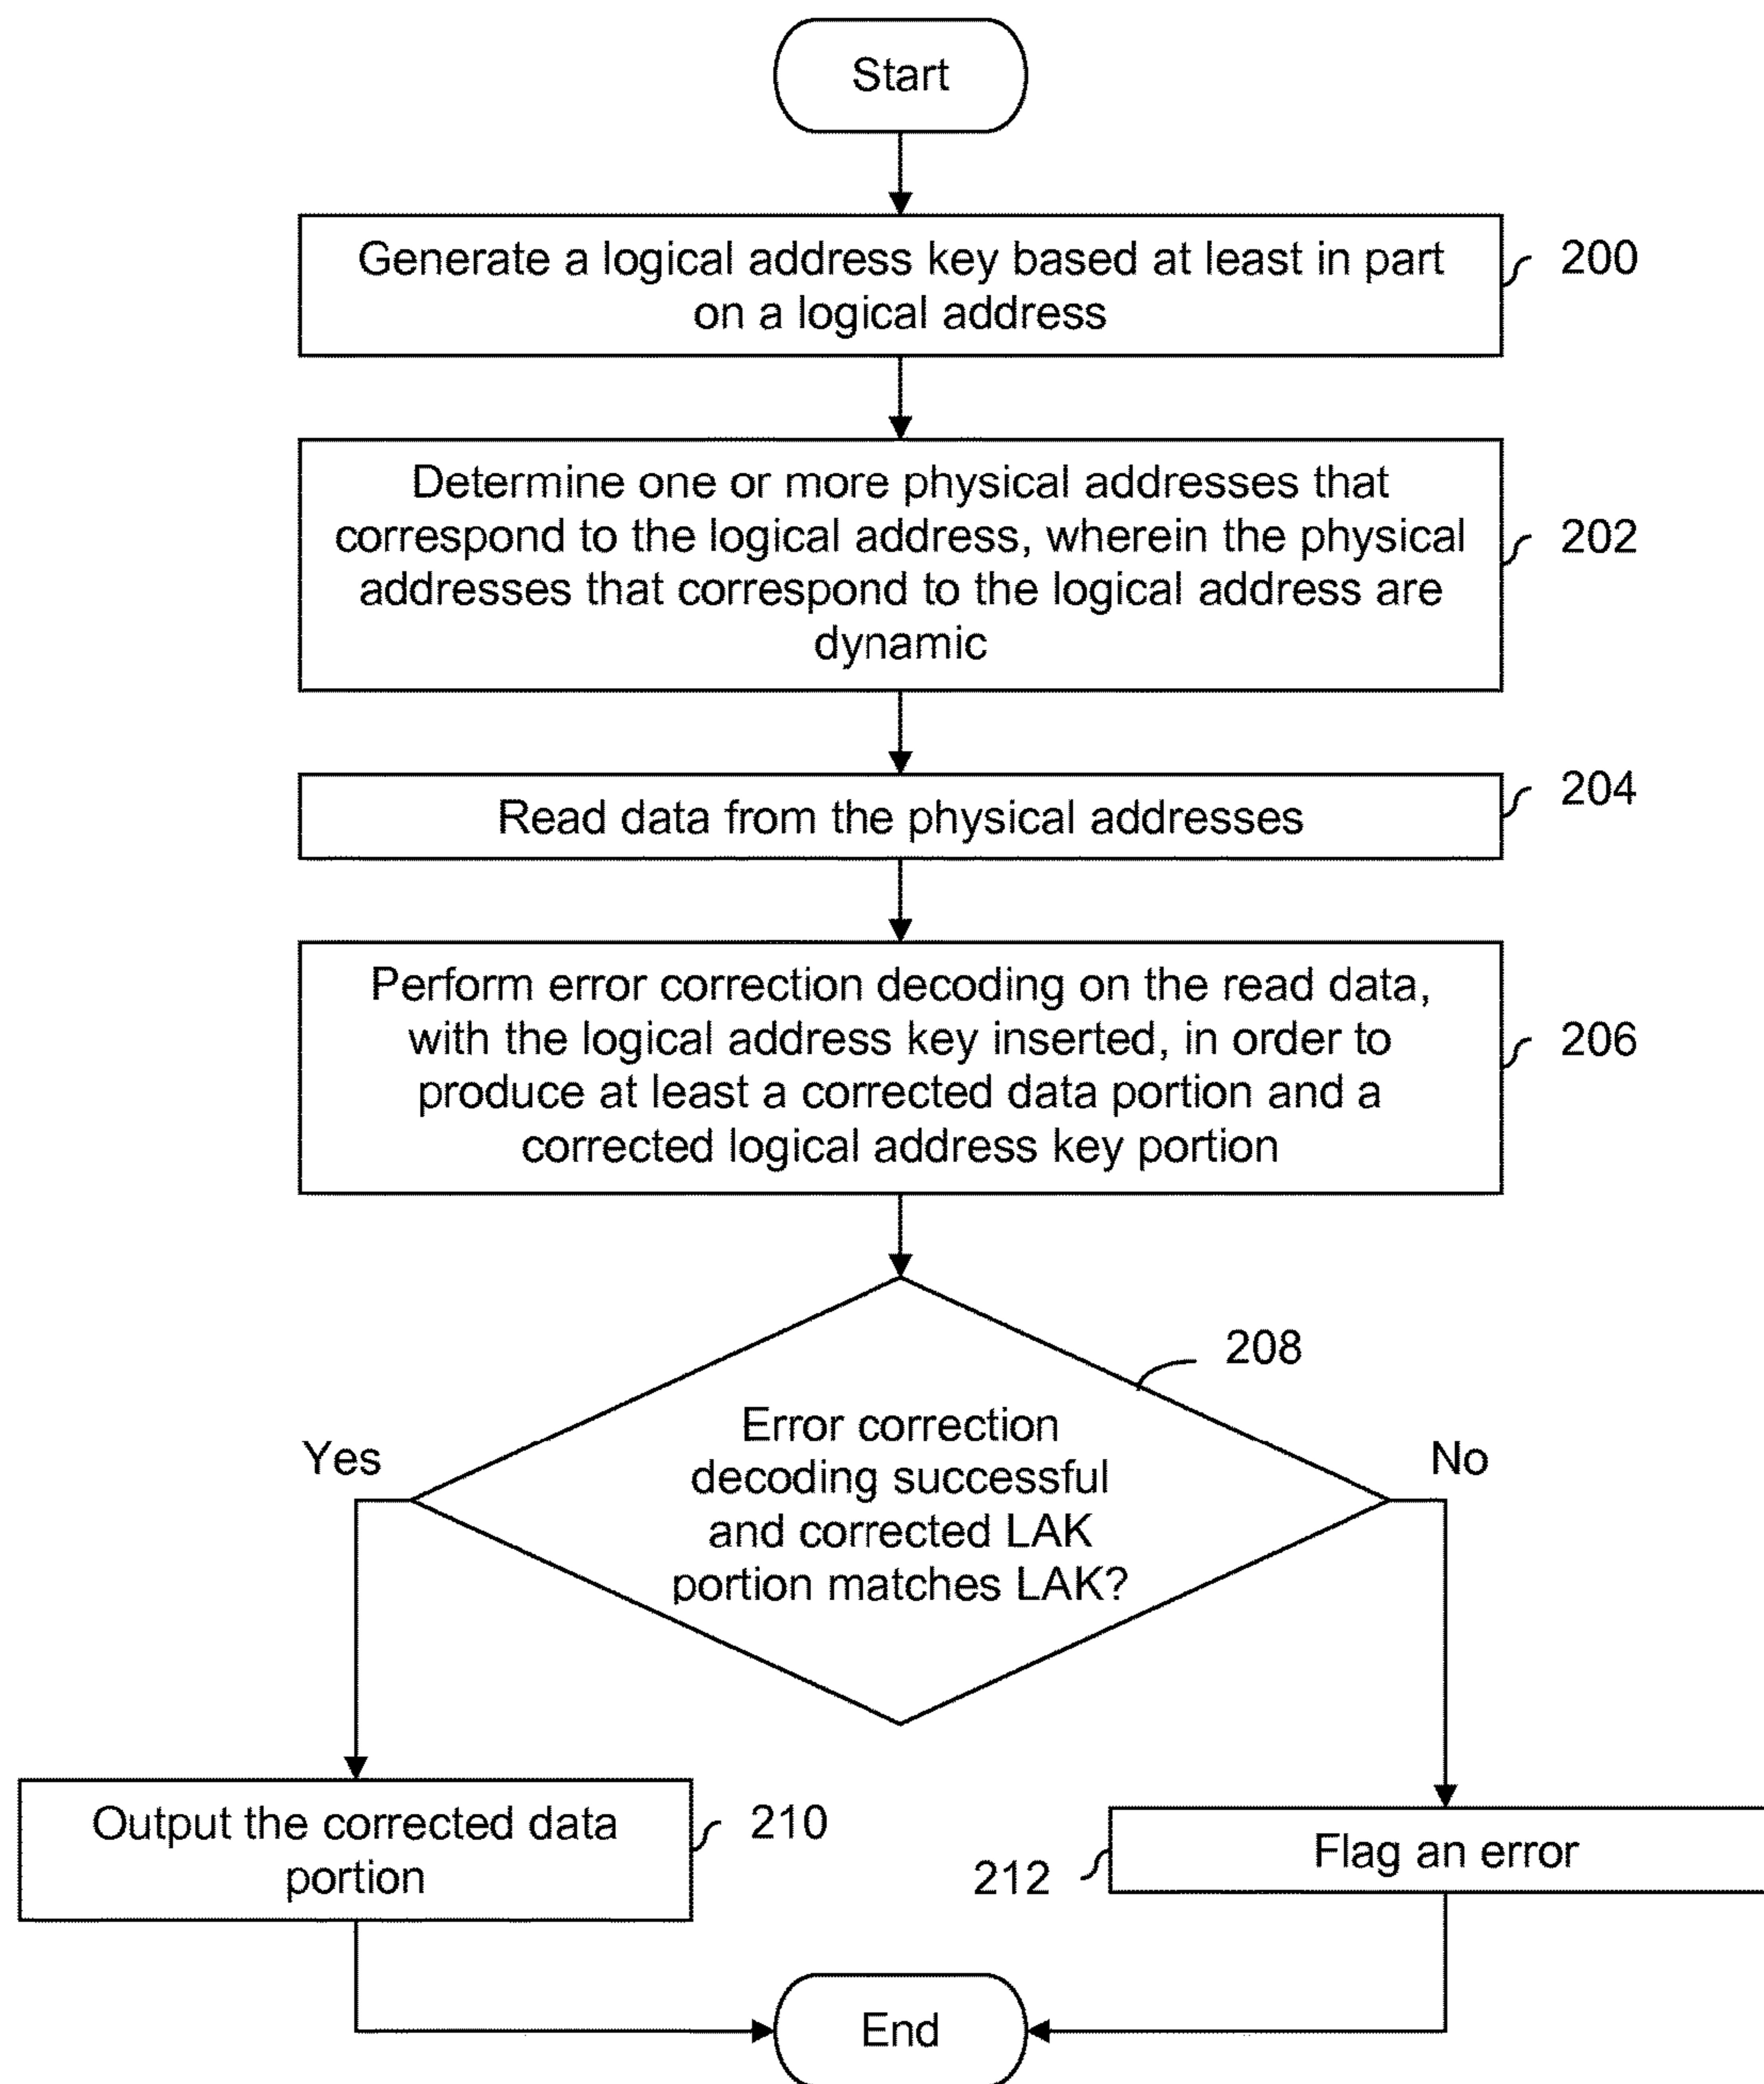 Start
Generate a logical address key based at least in part
on a logical address
200
Determine one or more physical addresses that
correspond to the logical address, wherein the physical
addresses that correspond to the logical address are
dynamic
202
Read data from the physical addresses
204
Perform error correction decoding on the read data,
with the logical address key inserted, in order to
produce at least a corrected data portion and a
corrected logical address key portion
206
208
Error correction
decoding successful
and corrected LAK
portion matches LAK?
Yes
No
Output the corrected data
portion
210
212
Flag an error
End